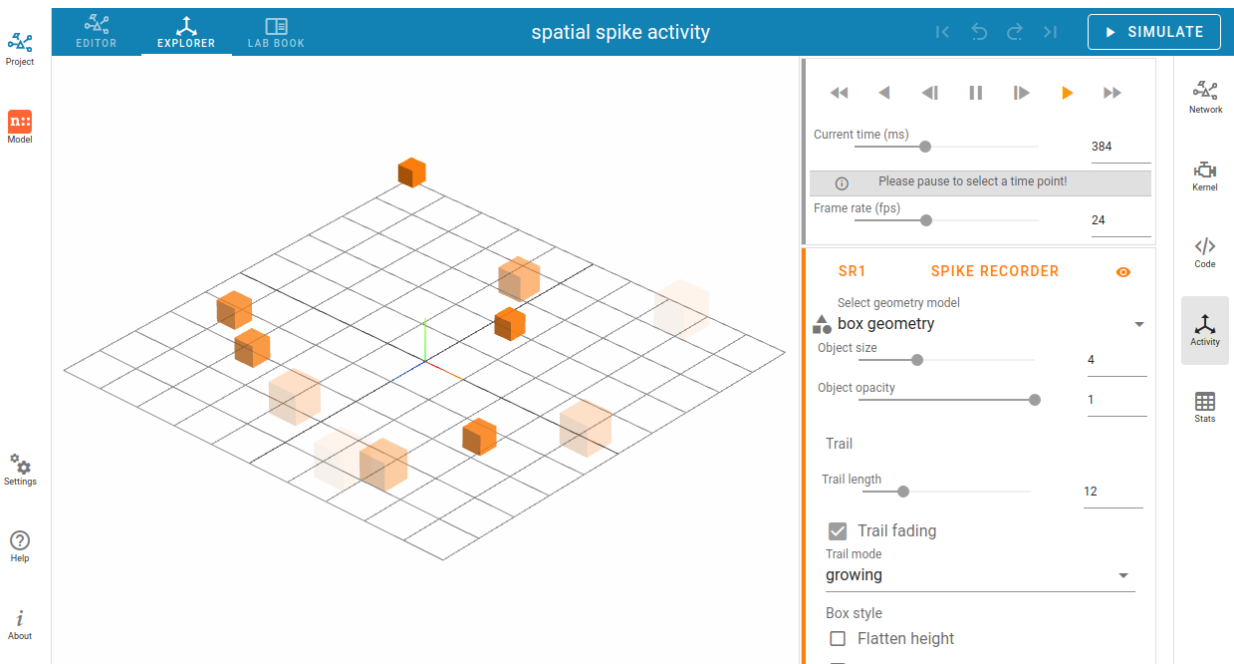 EDITOR
EXPLORER
LAB BOOK
spatial spike activity
SIMULATE
Project
n::
Model
Settings
Help
i
About
Current time (ms)
384
Please pause to select a time point!
Frame rate (fps)
24
SR1 SPIKE RECORDER
Select geometry model
box geometry
Object size
4
Object opacity
1
Trail
Trail length
12
Trail fading
Trail mode
growing
Box style
Flatten height
Network
Kernel
</>
Code
Activity
Stats